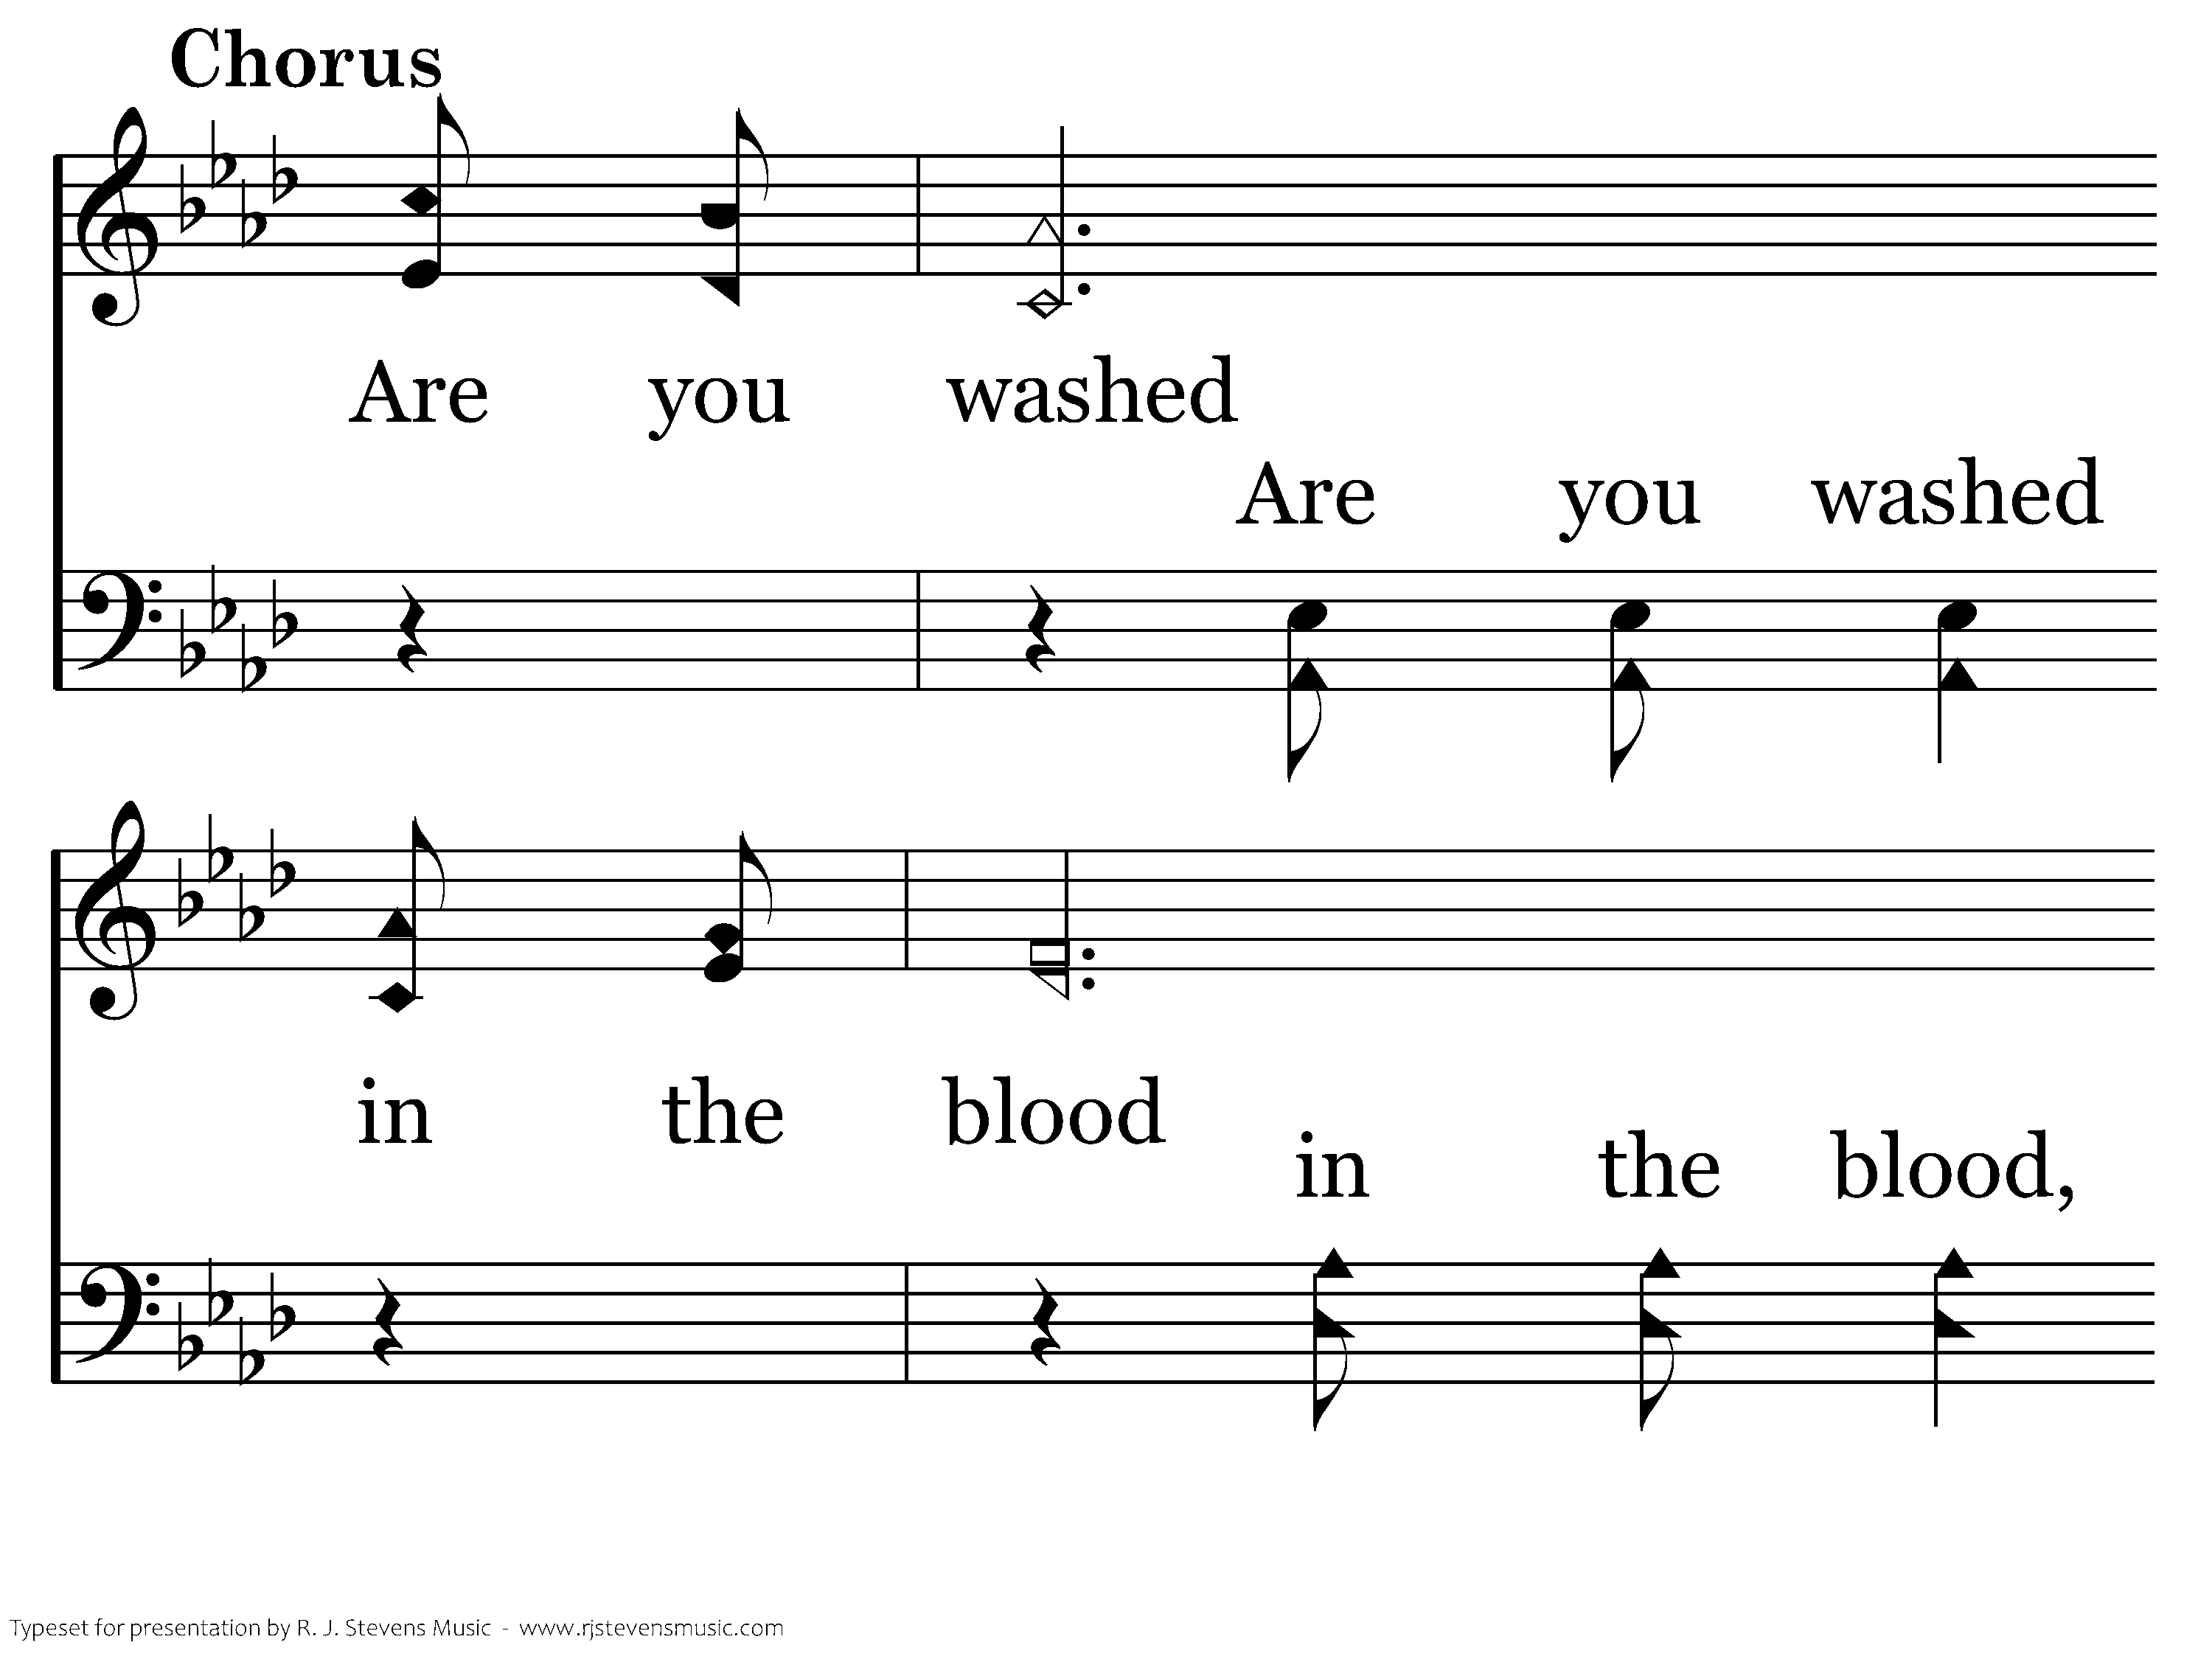 Chorus
Are you washed
Are you washed
in the blood
in the blood,
Typeset for presentation by R. J. Stevens Music - www.rjstevensmusic.com